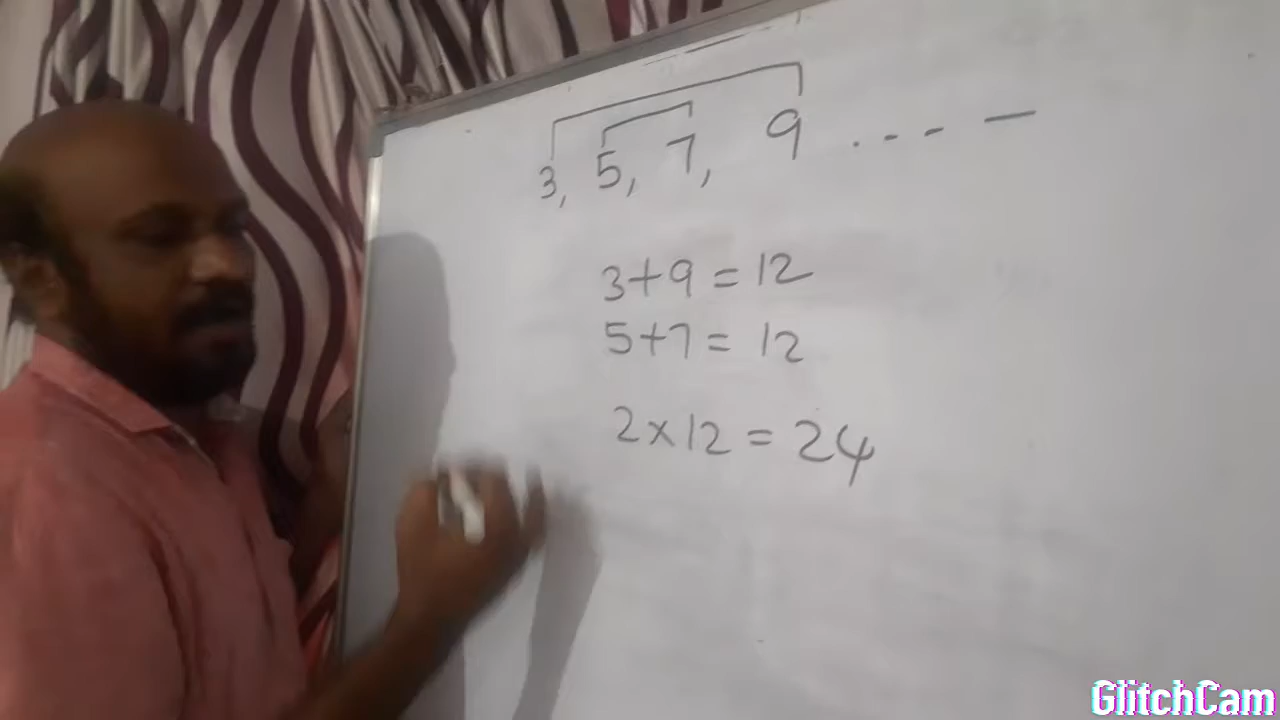 3, 5, 7, 9 . - - —
3+9 = 12
5+7 = 12
2×12 = 24
GlitchCam